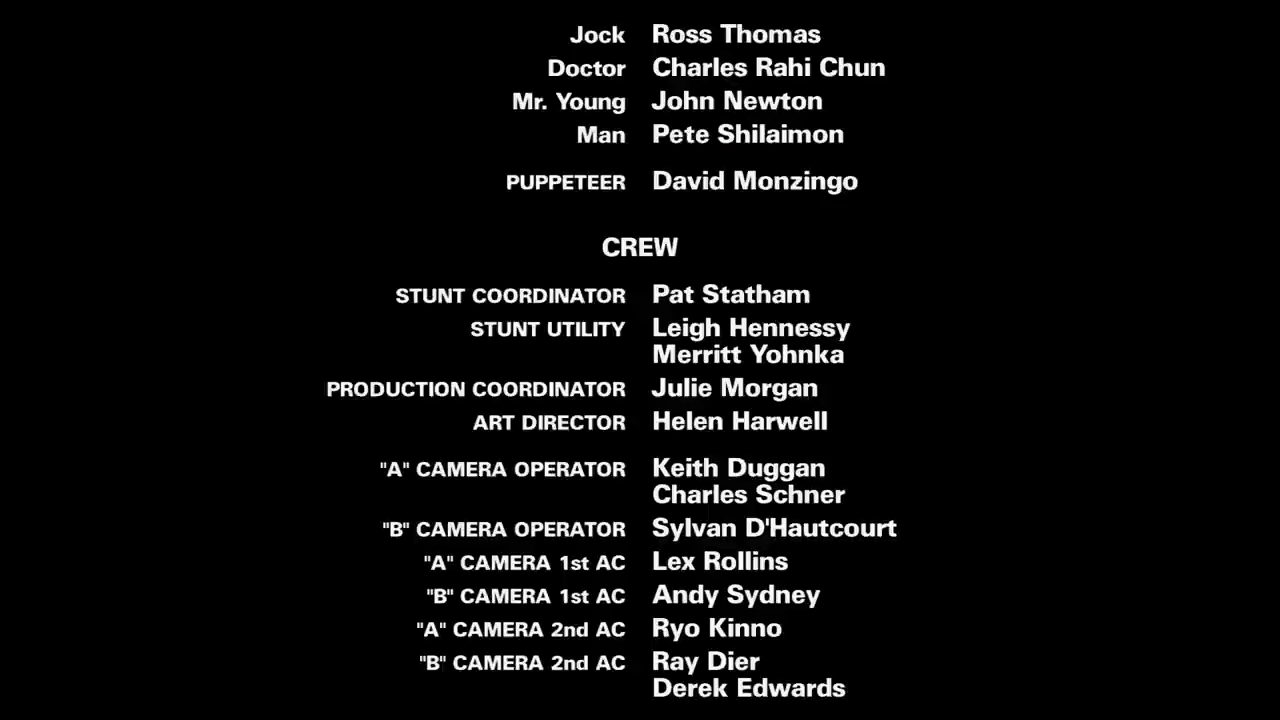 Jock Ross Thomas
Doctor Charles Rahi Chun
Mr. Young John Newton
Man Pete Shilaimon
PUPPETEER David Monzingo
CREW
STUNT COORDINATOR Pat Statham
STUNT UTILITY Leigh Hennessy
Merritt Yohnka
PRODUCTION COORDINATOR Julie Morgan
ART DIRECTOR Helen Harwell
"A" CAMERA OPERATOR Keith Duggan
Charles Schner
"B" CAMERA OPERATOR Sylvan D'Hautcourt
"A" CAMERA 1st AC Lex Rollins
"B" CAMERA 1st AC Andy Sydney
"A" CAMERA 2nd AC Ryo Kinno
"B" CAMERA 2nd AC Ray Dier
Derek Edwards